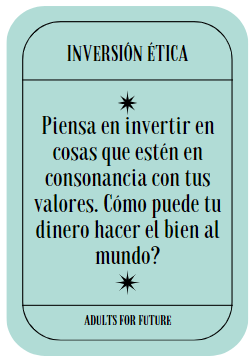 INVERSIÓN ÉTICA
Piensa en invertir en
cosas que estén en
consonancia con tus
valores. Cómo puede tu
dinero hacer el bien al
mundo?
ADULTS FOR FUTURE